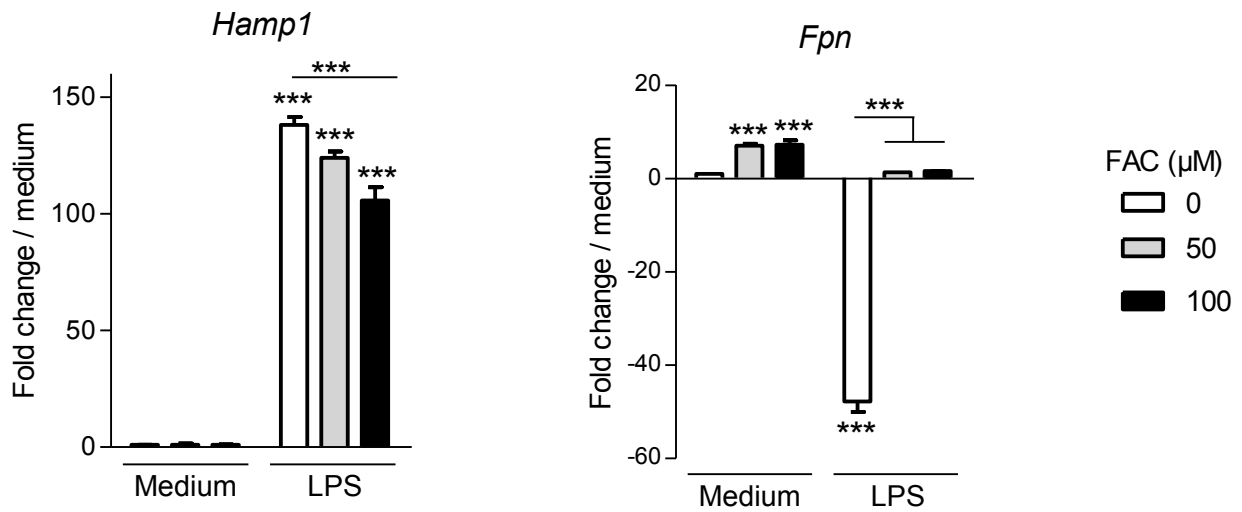 Hamp1
Fold change / medium
150
100
50
0
***
***
***
***
Medium
LPS
Fpn
Fold change / medium
20
0
-20
-40
-60
***
***
***
***
Medium
LPS
FAC (µM)
0
50
100